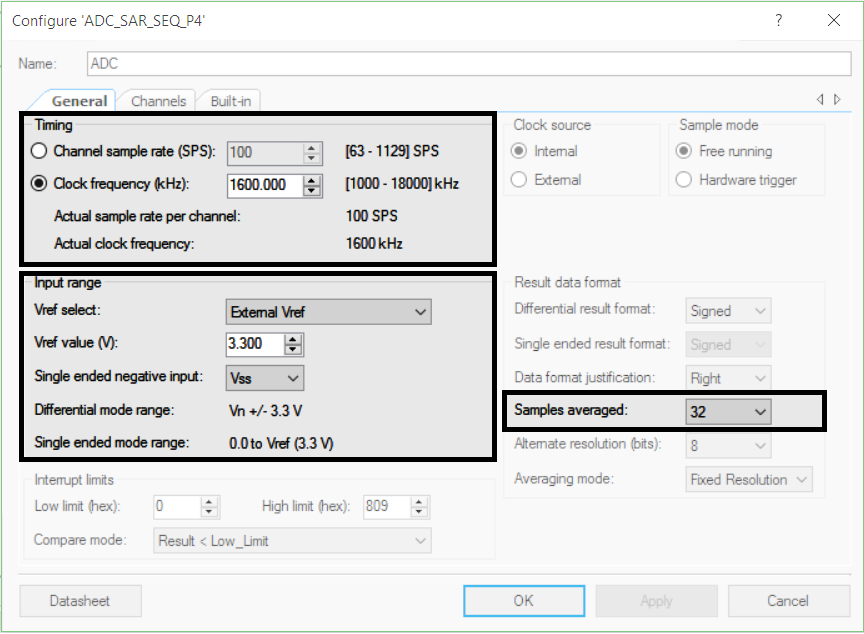 Configure 'ADC_SAR_SEQ_P4' ?
Name: ADC
General Channels Built-in
Timing
Channel sample rate (SPS): 100 [63 - 1129] SPS
Clock frequency (kHz): 1600.000 [1000 - 18000] kHz
Actual sample rate per channel: 100 SPS
Actual clock frequency: 1600 kHz
Clock source
Internal
External
Sample mode
Free running
Hardware trigger
Input range
Vref select: External Vref
Vref value (V): 3.300
Single ended negative input: Vss
Differential mode range: Vn +/- 3.3 V
Single ended mode range: 0.0 to Vref (3.3 V)
Result data format
Differential result format: Signed
Single ended result format: Signed
Data format justification: Right
Samples averaged: 32
Alternate resolution (bits): 8
Averaging mode: Fixed Resolution
Interrupt limits
Low limit (hex): 0 High limit (hex): 809
Compare mode: Result < Low_Limit
Datasheet OK Apply Cancel